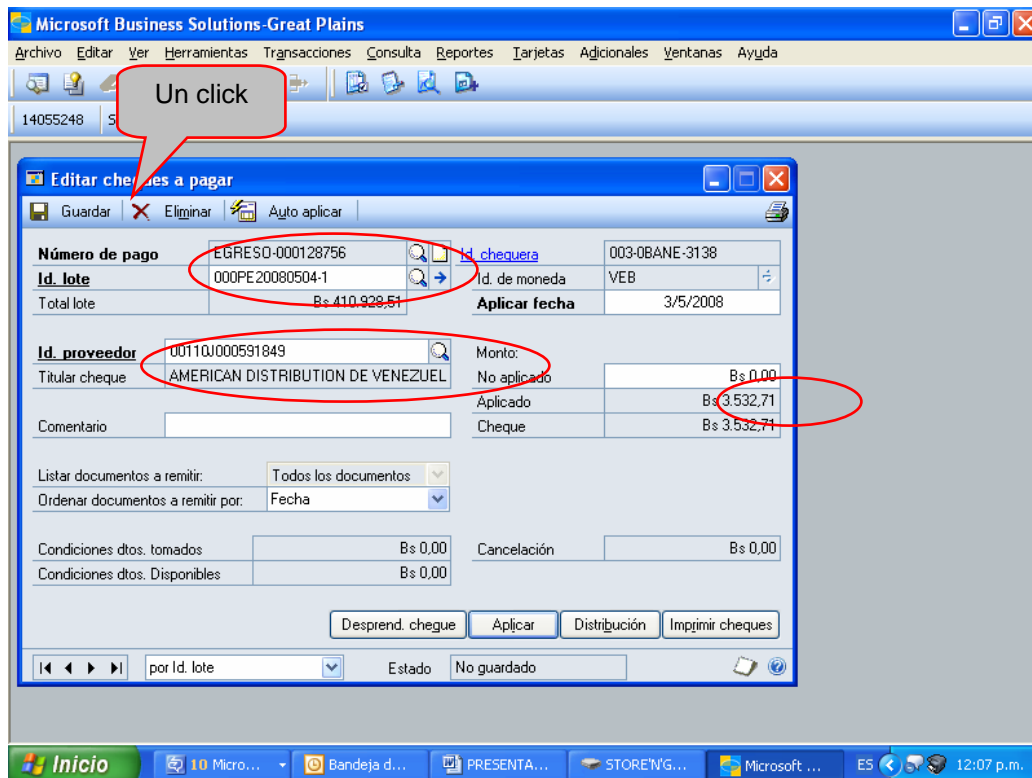 Microsoft Business Solutions-Great Plains
Archivo Editar Ver Herramientas Transacciones Consulta Reportes Tarjetas Adicionales Ventanas Ayuda
Un click
14055248 S
Editar cheques a pagar
Guardar Eliminar Auto aplicar
Número de pago EGRESO-000128756 Id. chequera 003-0BANE-3138
Id. lote 000PE20080504-1 Id. de moneda VEB
Total lote Bs 410.928,51 Aplicar fecha 3/5/2008
Id. proveedor 00110J000591849 Monto:
Titular cheque AMERICAN DISTRIBUTION DE VENEZUEL No aplicado Bs 0,00
Aplicado Bs 3.532,71
Comentario Cheque Bs 3.532,71
Listar documentos a remitir: Todos los documentos
Ordenar documentos a remitir por: Fecha
Condiciones dtos. tomados Bs 0,00 Cancelación Bs 0,00
Condiciones dtos. Disponibles Bs 0,00
Desprend. cheque Aplicar Distribución Imprimir cheques
por Id. lote Estado No guardado
Inicio 10 Micro... Bandeja d... PRESENTA... STORE'N'G... Microsoft ... ES 12:07 p.m.